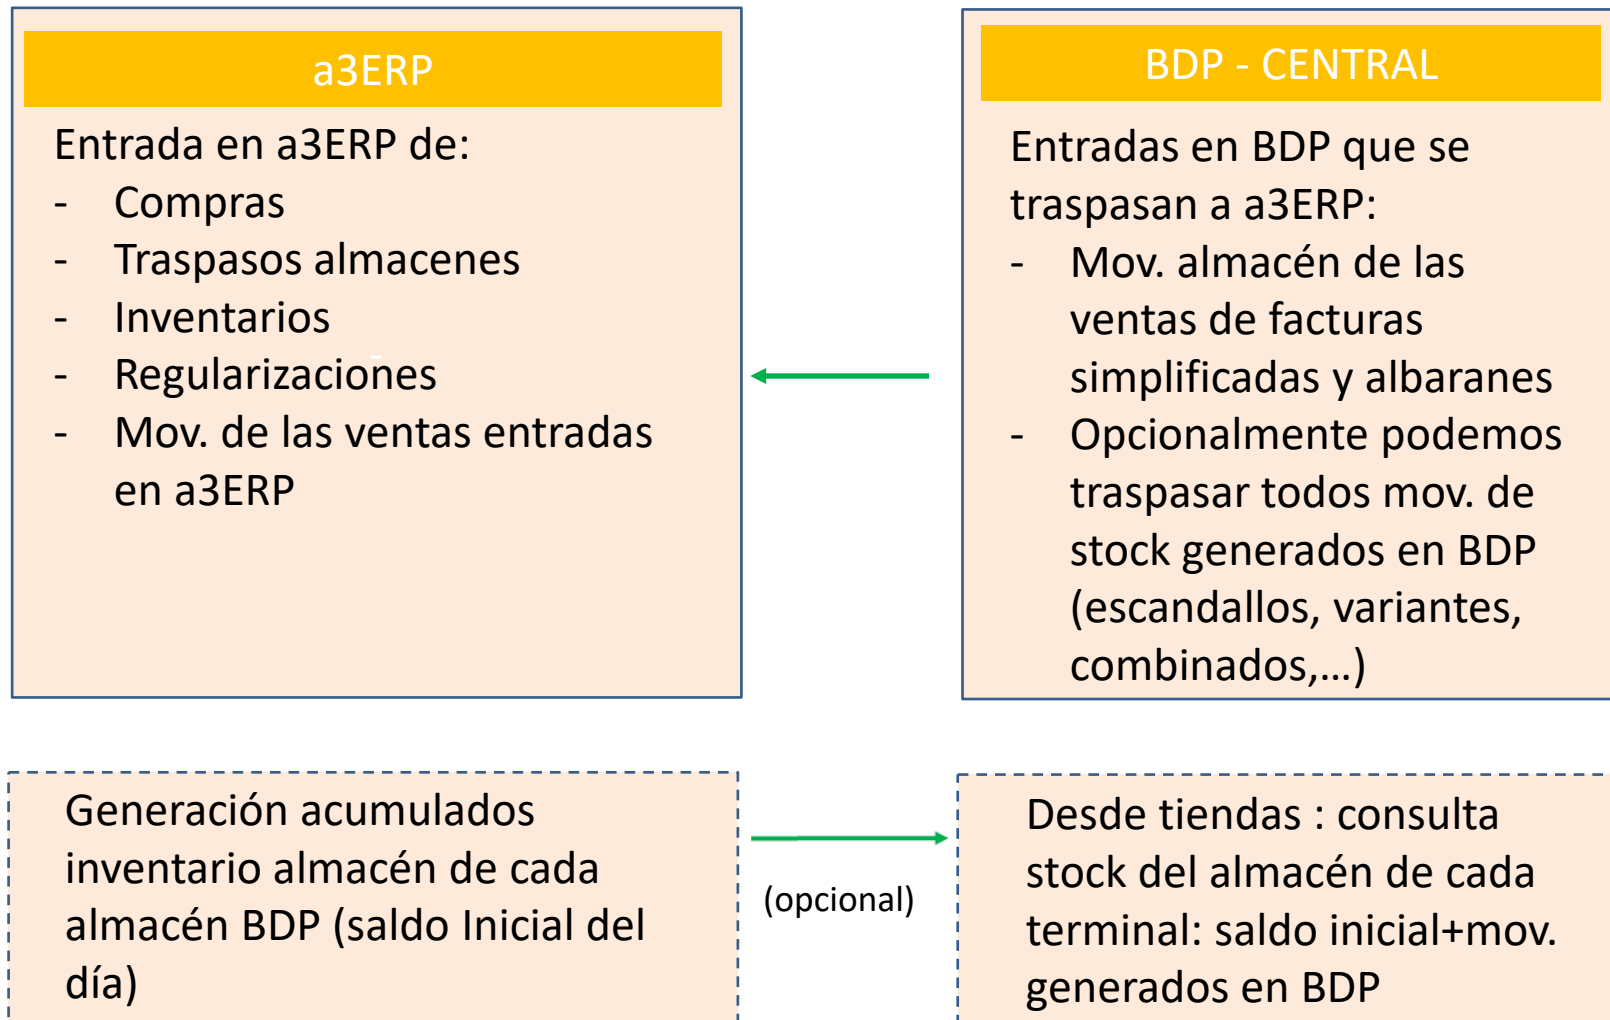 a3ERP
Entrada en a3ERP de:
- Compras
- Traspasos almacenes
- Inventarios
- Regularizaciones
- Mov. de las ventas entradas
en a3ERP
BDP - CENTRAL
Entradas en BDP que se
traspasan a a3ERP:
- Mov. almacén de las
ventas de facturas
simplificadas y albaranes
- Opcionalmente podemos
traspasar todos mov. de
stock generados en BDP
(escandallos, variantes,
combinados,...)
Generación acumulados
inventario almacén de cada
almacén BDP (saldo Inicial del
día)
(opcional)
Desde tiendas : consulta
stock del almacén de cada
terminal: saldo inicial+mov.
generados en BDP